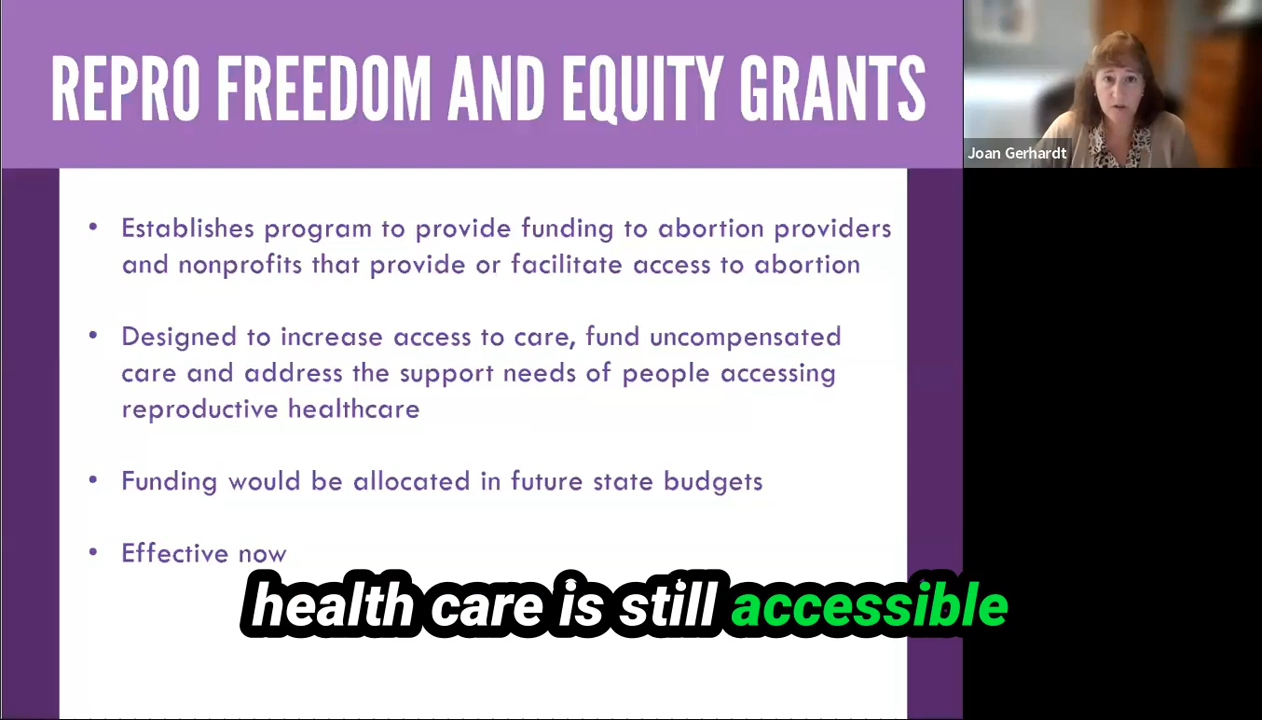 REPRO FREEDOM AND EQUITY GRANTS
Joan Gerhardt
• Establishes program to provide funding to abortion providers
and nonprofits that provide or facilitate access to abortion
• Designed to increase access to care, fund uncompensated
care and address the support needs of people accessing
reproductive healthcare
• Funding would be allocated in future state budgets
• Effective now
health care is still accessible